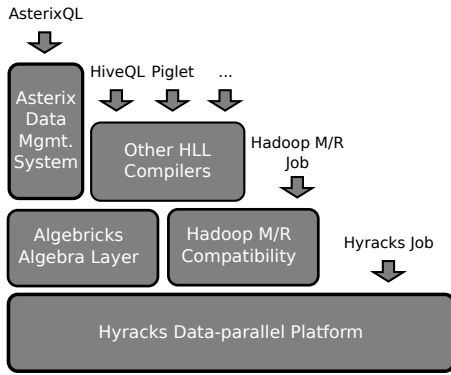 AsterixQL
HiveQL Piglet ...
Asterix
Data
Mgmt.
System
Other HLL
Compilers
Hadoop M/R
Job
Algebricks
Algebra Layer
Hadoop M/R
Compatibility
Hyracks Job
Hyracks Data-parallel Platform